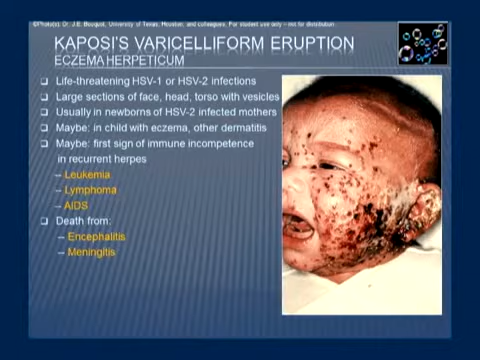 ©Photo(s): Dr. J.E. Bouquot, University of Texas, Houston, and colleagues. For student use only – not for distribution.
KAPOSI'S VARICELLIFORM ERUPTION
ECZEMA HERPETICUM
❑ Life-threatening HSV-1 or HSV-2 infections
❑ Large sections of face, head, torso with vesicles
❑ Usually in newborns of HSV-2 infected mothers
❑ Maybe: in child with eczema, other dermatitis
❑ Maybe: first sign of immune incompetence
in recurrent herpes
-- Leukemia
-- Lymphoma
-- AIDS
❑ Death from:
-- Encephalitis
-- Meningitis